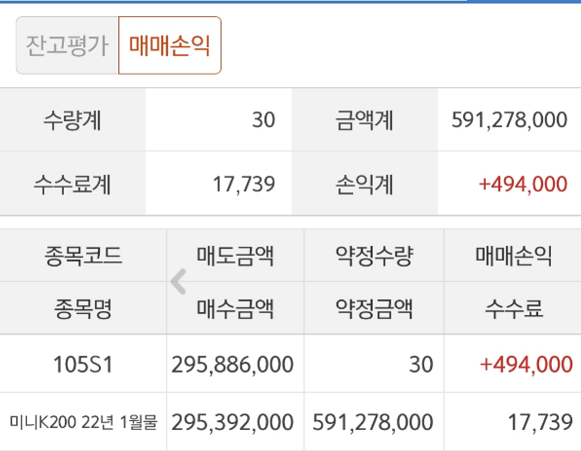 잔고평가 매매손익
수량계 30 금액계 591,278,000
수수료계 17,739 손익계 +494,000
종목코드 매도금액 약정수량 매매손익
종목명 매수금액 약정금액 수수료
105S1 295,886,000 30 +494,000
미니K200 22년 1월물 295,392,000 591,278,000 17,739